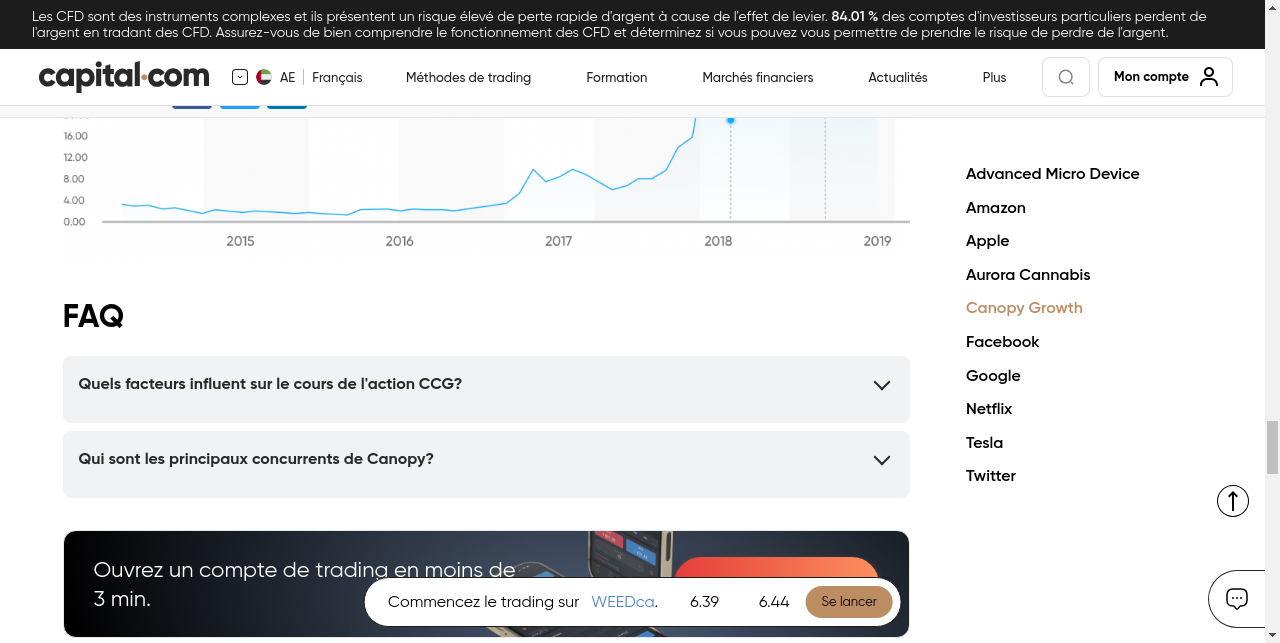 Les CFD sont des instruments complexes et ils présentent un risque élevé de perte rapide d'argent à cause de l'effet de levier. 84.01 % des comptes d'investisseurs particuliers perdent de
l'argent en tradant des CFD. Assurez-vous de bien comprendre le fonctionnement des CFD et déterminez si vous pouvez vous permettre de prendre le risque de perdre de l'argent.
capital.com AE Français Méthodes de trading Formation Marchés financiers Actualités Plus Mon compte
16.00
12.00
8.00
4.00
0.00
2015 2016 2017 2018 2019
Advanced Micro Device
Amazon
Apple
Aurora Cannabis
Canopy Growth
Facebook
Google
Netflix
Tesla
Twitter
FAQ
Quels facteurs influent sur le cours de l'action CCG?
Qui sont les principaux concurrents de Canopy?
Ouvrez un compte de trading en moins de
3 min.
Commencez le trading sur WEEDca. 6.39 6.44 Se lancer